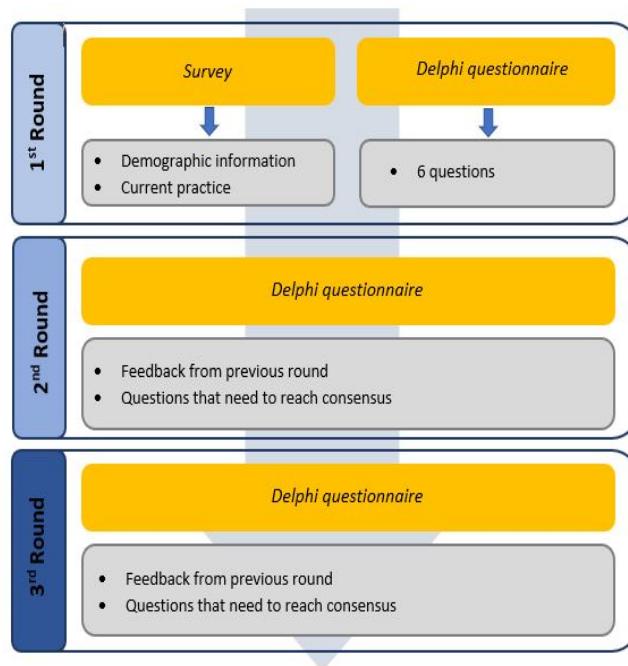 1st Round
Survey
Delphi questionnaire
• Demographic information
• Current practice
• 6 questions
2nd Round
Delphi questionnaire
• Feedback from previous round
• Questions that need to reach consensus
3rd Round
Delphi questionnaire
• Feedback from previous round
• Questions that need to reach consensus